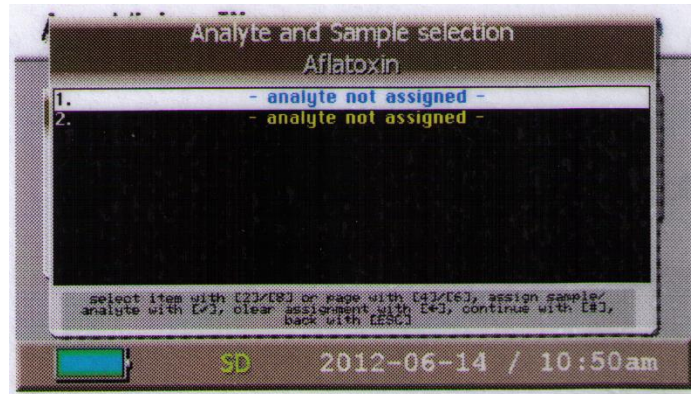 Analyte and Sample selection
Aflatoxin
1. - analyte not assigned -
2. - analyte not assigned -
select item with [2]/[8] or page with [4]/[6], assign sample/
analyte with [✓], clear assignment with [←], continue with [#],
back with [ESC]
SD 2012-06-14 / 10:50am